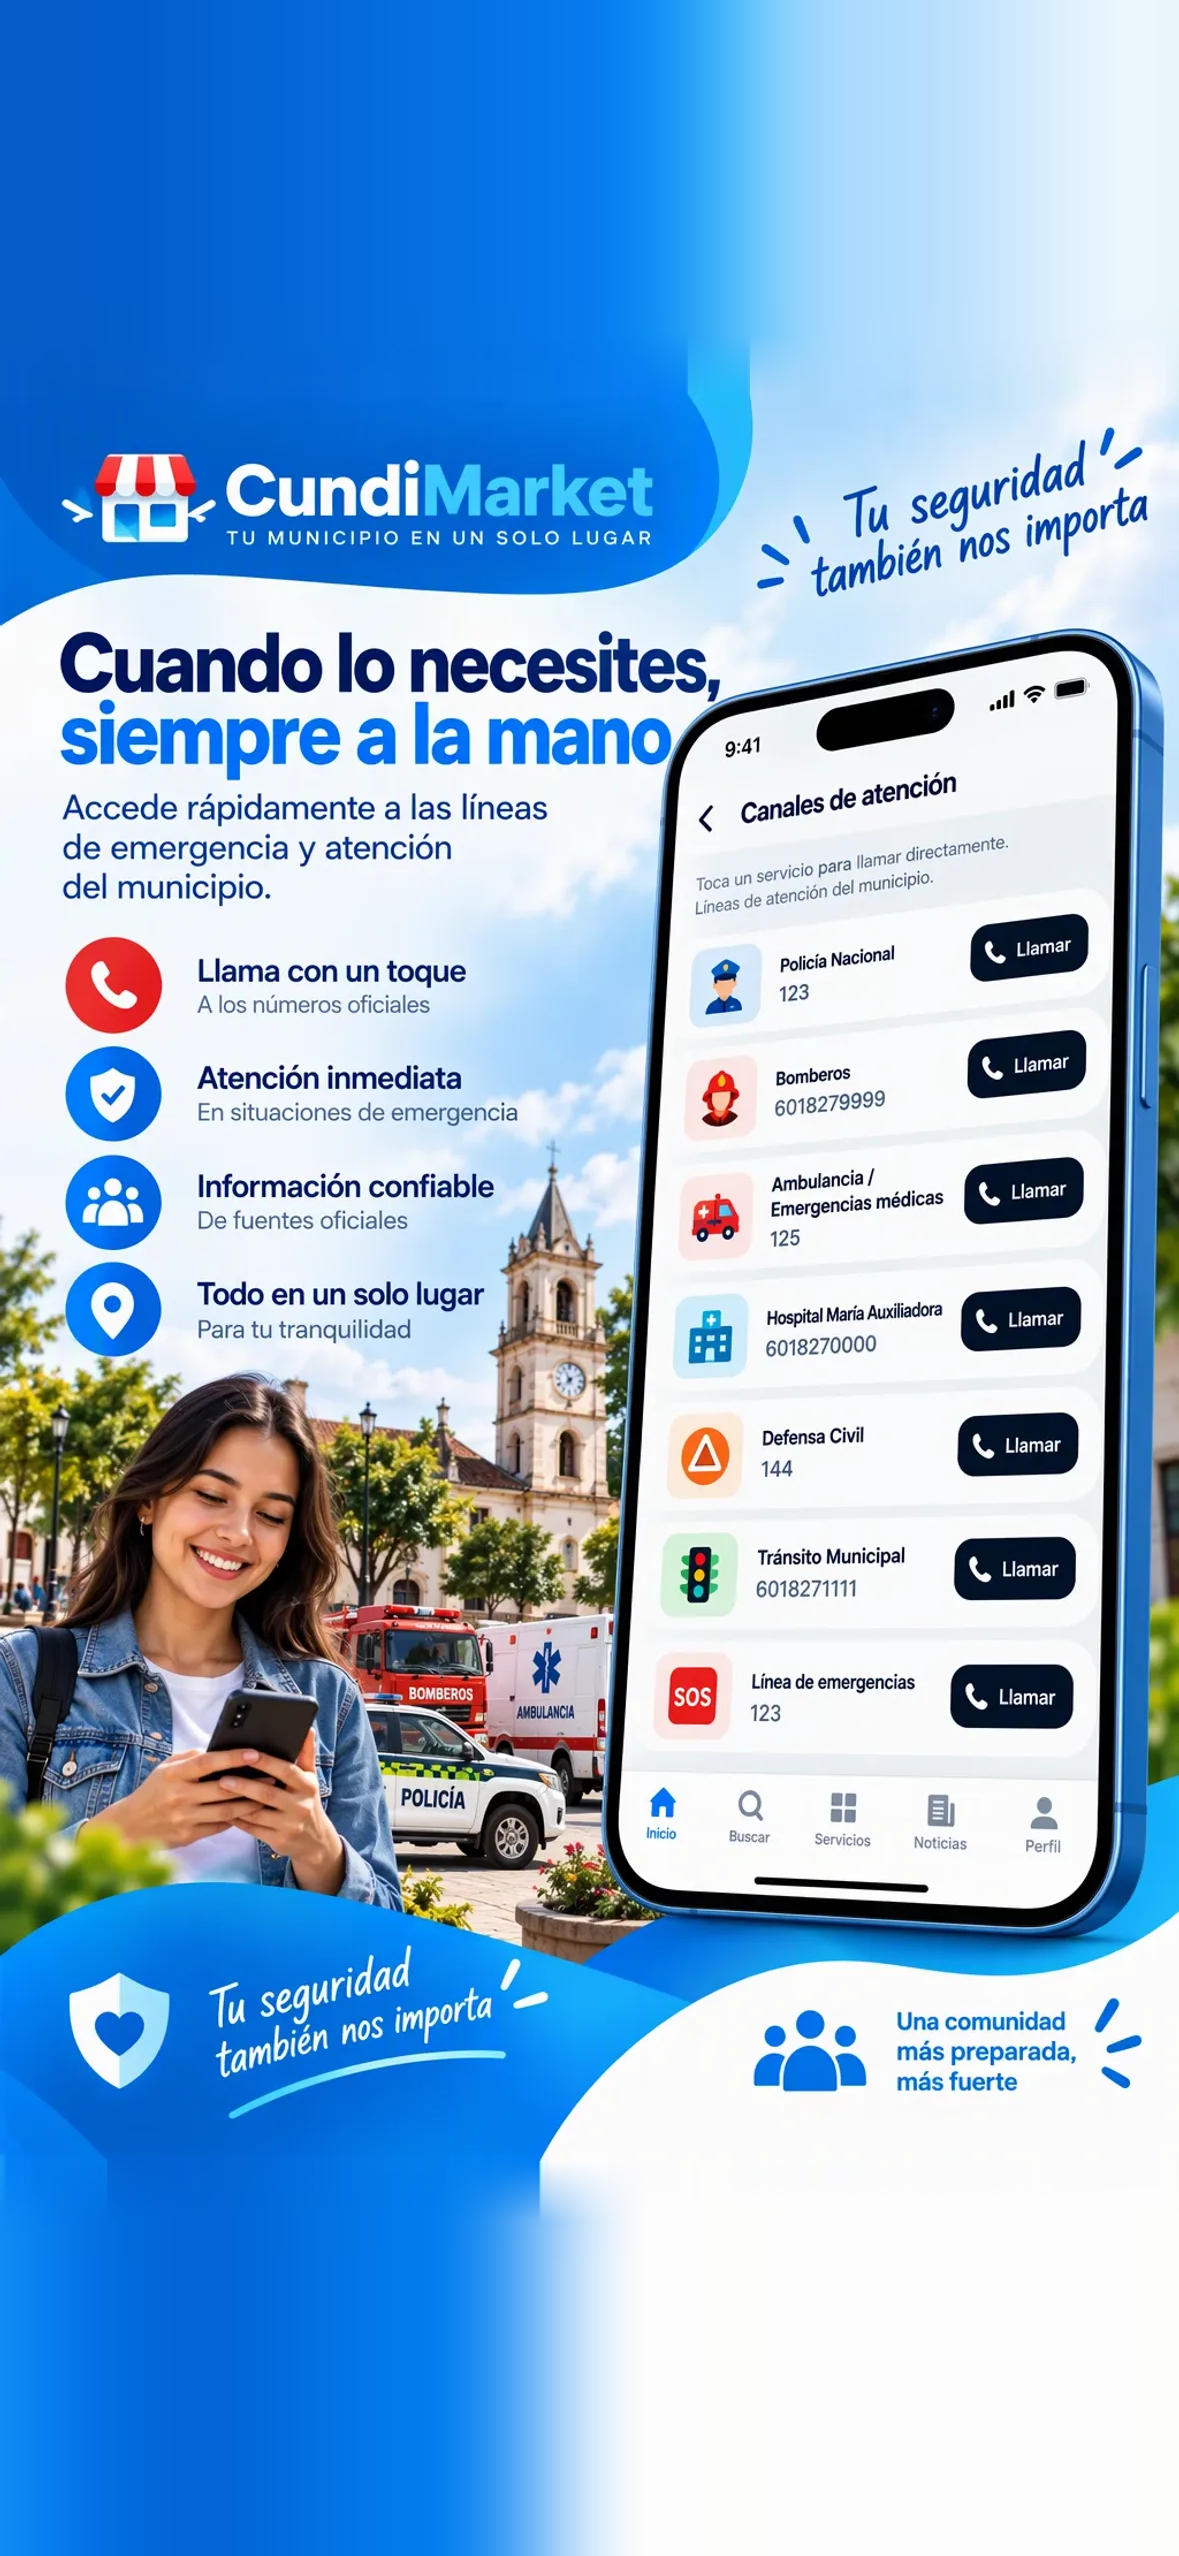 CundiMarket
TU MUNICIPIO EN UN SOLO LUGAR
Tu seguridad
también nos importa
Cuando lo necesites,
siempre a la mano
Accede rápidamente a las líneas
de emergencia y atención
del municipio.
Llama con un toque
A los números oficiales
Atención inmediata
En situaciones de emergencia
Información confiable
De fuentes oficiales
Todo en un solo lugar
Para tu tranquilidad
9:41
Canales de atención
Toca un servicio para llamar directamente.
Líneas de atención del municipio.
Policía Nacional
123
Llamar
Bomberos
6018279999
Llamar
Ambulancia /
Emergencias médicas
125
Llamar
Hospital María Auxiliadora
6018270000
Llamar
Defensa Civil
144
Llamar
Tránsito Municipal
6018271111
Llamar
SOS
Línea de emergencias
123
Llamar
Inicio
Buscar
Servicios
Noticias
Perfil
BOMBEROS
AMBULANCIA
POLICÍA
Tu seguridad
también nos importa
Una comunidad
más preparada,
más fuerte